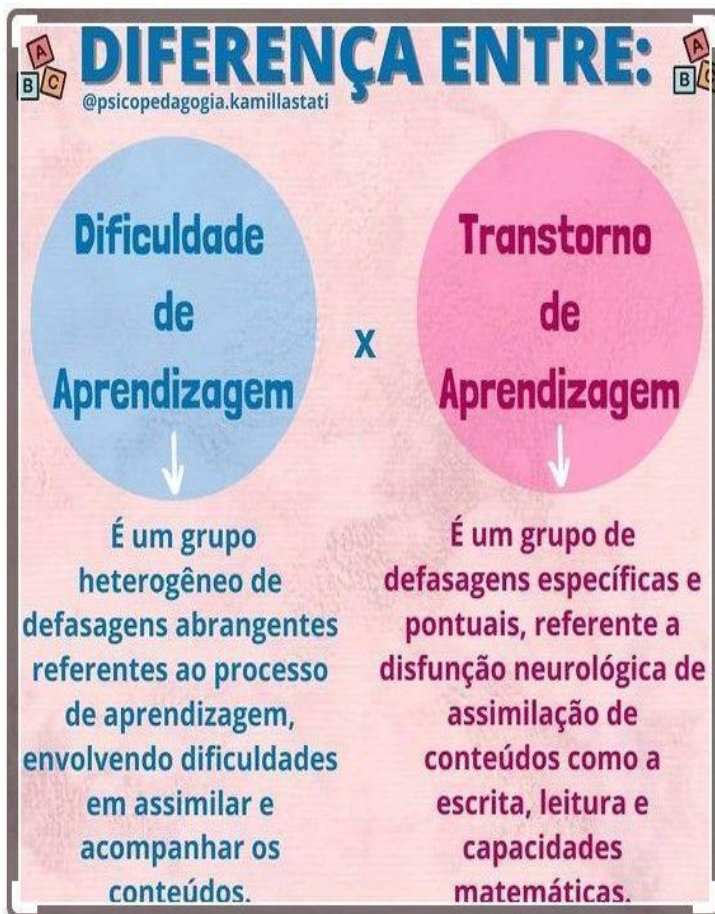 DIFERENÇA ENTRE:
@psicopedagogia.kamillastati
A
B
C
A
B
Dificuldade
de
Aprendizagem
x
Transtorno
de
Aprendizagem
É um grupo
heterogêneo de
defasagens abrangentes
referentes ao processo
de aprendizagem,
envolvendo dificuldades
em assimilar e
acompanhar os
conteúdos.
É um grupo de
defasagens específicas e
pontuais, referente a
disfunção neurológica de
assimilação de
conteúdos como a
escrita, leitura e
capacidades
matemáticas.